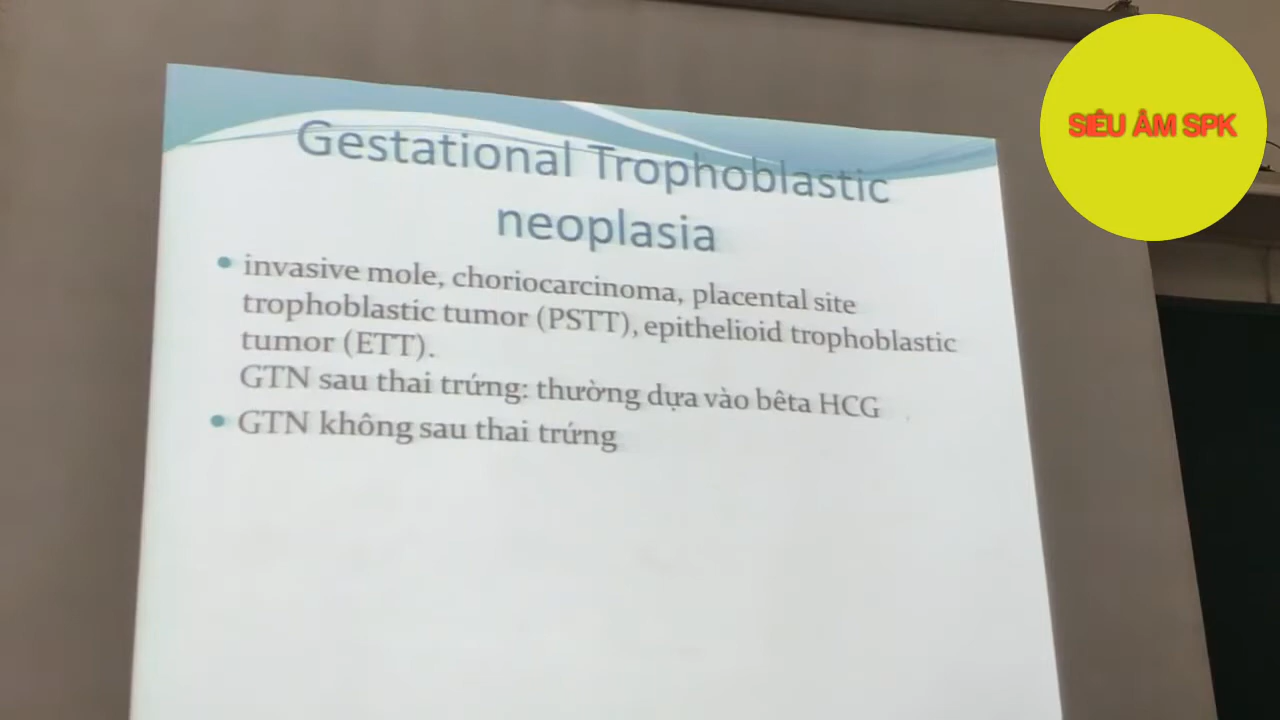 Gestational Trophoblastic
neoplasia
invasive mole, choriocarcinoma, placental site
trophoblastic tumor (PSTT), epithelioid trophoblastic
tumor (ETT).
GTN sau thai trứng: thường dựa vào bêta HCG
GTN không sau thai trứng
SIÊU ÂM SPK